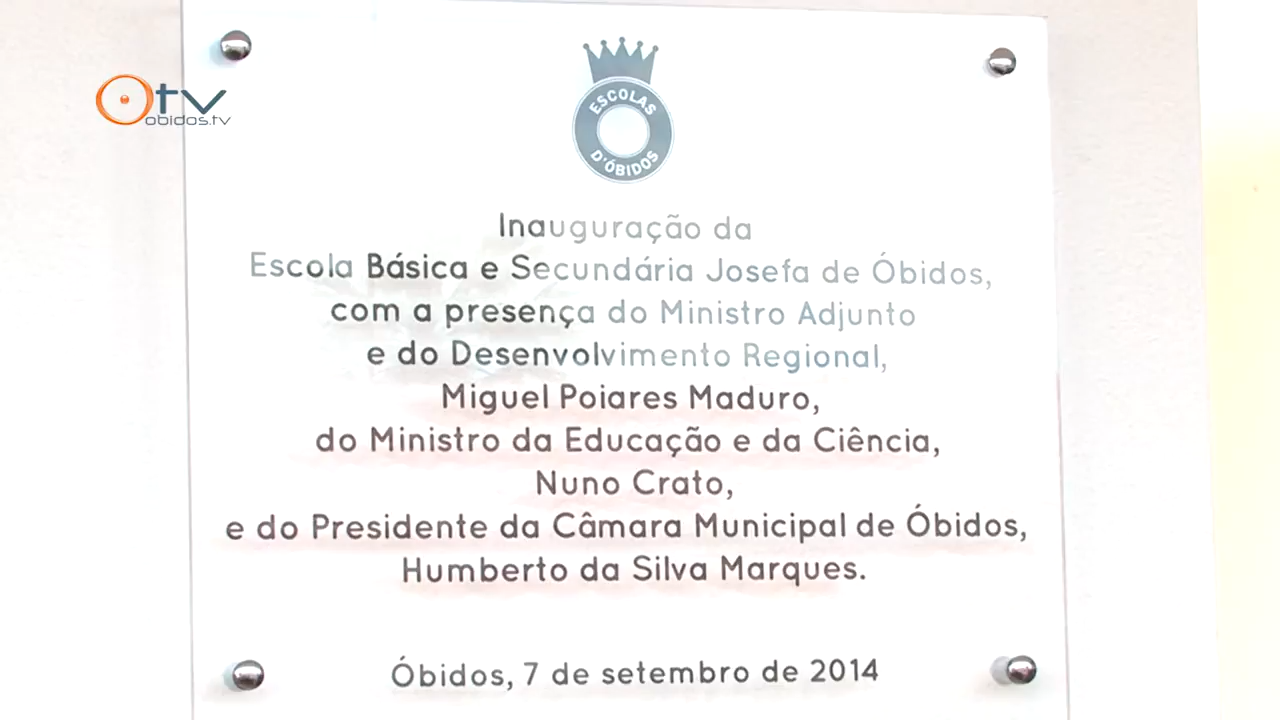 tv
obidos.tv
ESCOLAS
D'ÓBIDOS
Inauguração da
Escola Básica e Secundária Josefa de Óbidos,
com a presença do Ministro Adjunto
e do Desenvolvimento Regional,
Miguel Poiares Maduro,
do Ministro da Educação e da Ciência,
Nuno Crato,
e do Presidente da Câmara Municipal de Óbidos,
Humberto da Silva Marques.
Óbidos, 7 de setembro de 2014